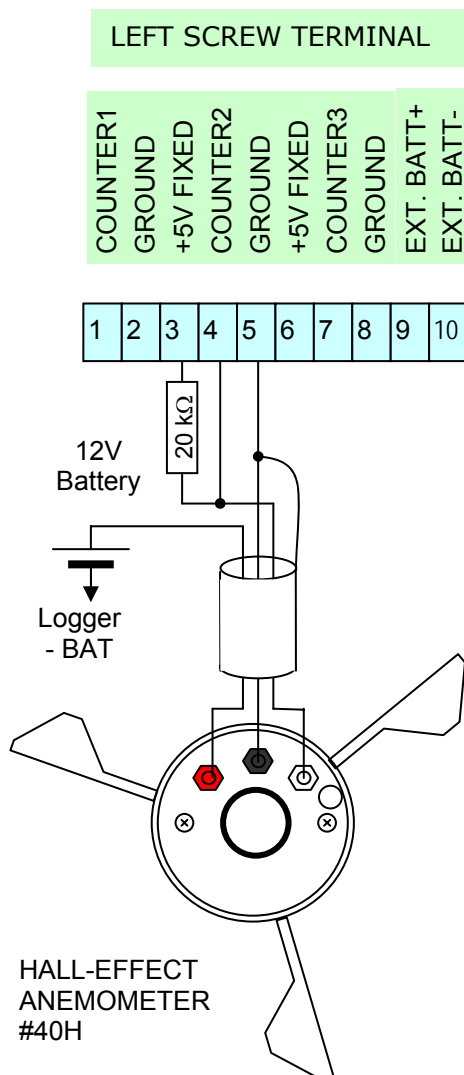 LEFT SCREW TERMINAL
COUNTER1
GROUND
+5V FIXED
COUNTER2
GROUND
+5V FIXED
COUNTER3
GROUND
EXT. BATT+
EXT. BATT-
1 2 3 4 5 6 7 8 9 10
20 kΩ
12V
Battery
Logger
- BAT
HALL-EFFECT
ANEMOMETER
#40H